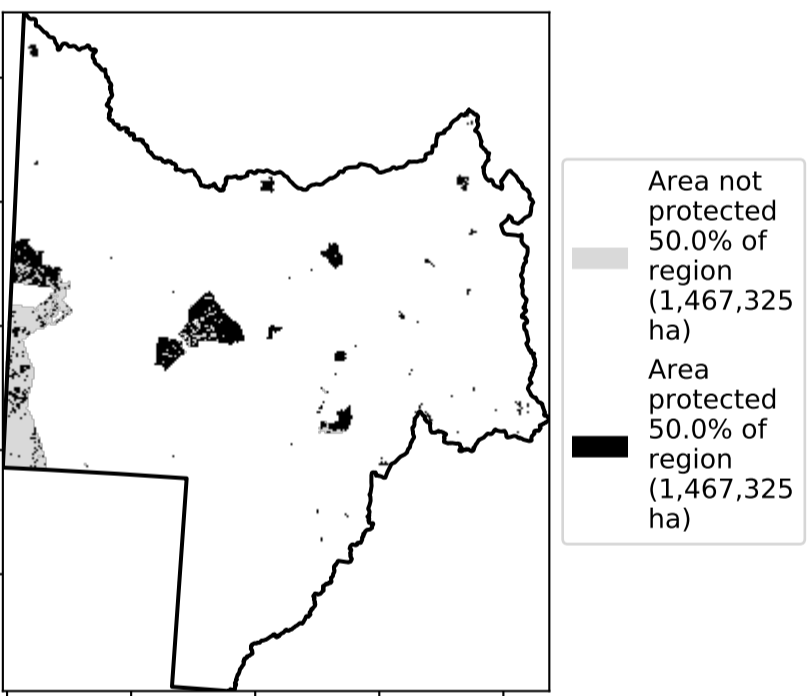 Area not
protected
50.0% of
region
(1,467,325
ha)
Area
protected
50.0% of
region
(1,467,325
ha)